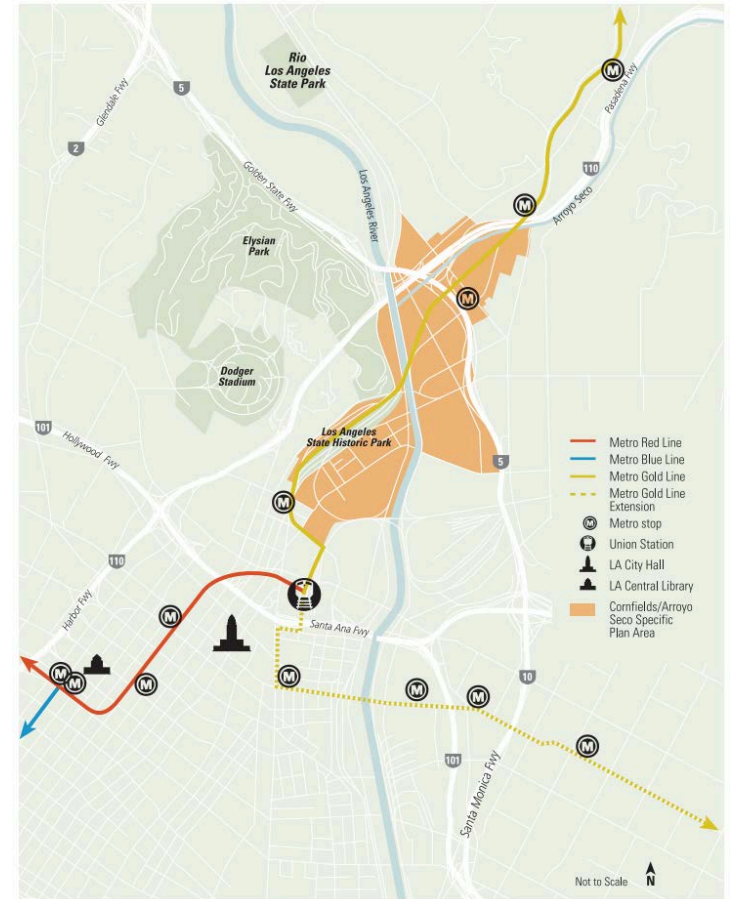 Rio
Los Angeles
State Park
Glendale Fwy
5
2
Pasadena Fwy
110
Golden State Fwy
Los Angeles River
Arroyo Seco
Elysian
Park
Dodger
Stadium
101
Hollywood Fwy
Los Angeles
State Historic Park
5
Metro Red Line
Metro Blue Line
Metro Gold Line
Metro Gold Line
Extension
M Metro stop
Union Station
LA City Hall
LA Central Library
Cornfields/Arroyo
Seco Specific
Plan Area
M
M
M
M
110
Harbor Fwy
M
Santa Ana Fwy
M
M
M
M
M
M
M
10
M
101
Santa Monica Fwy
Not to Scale
N